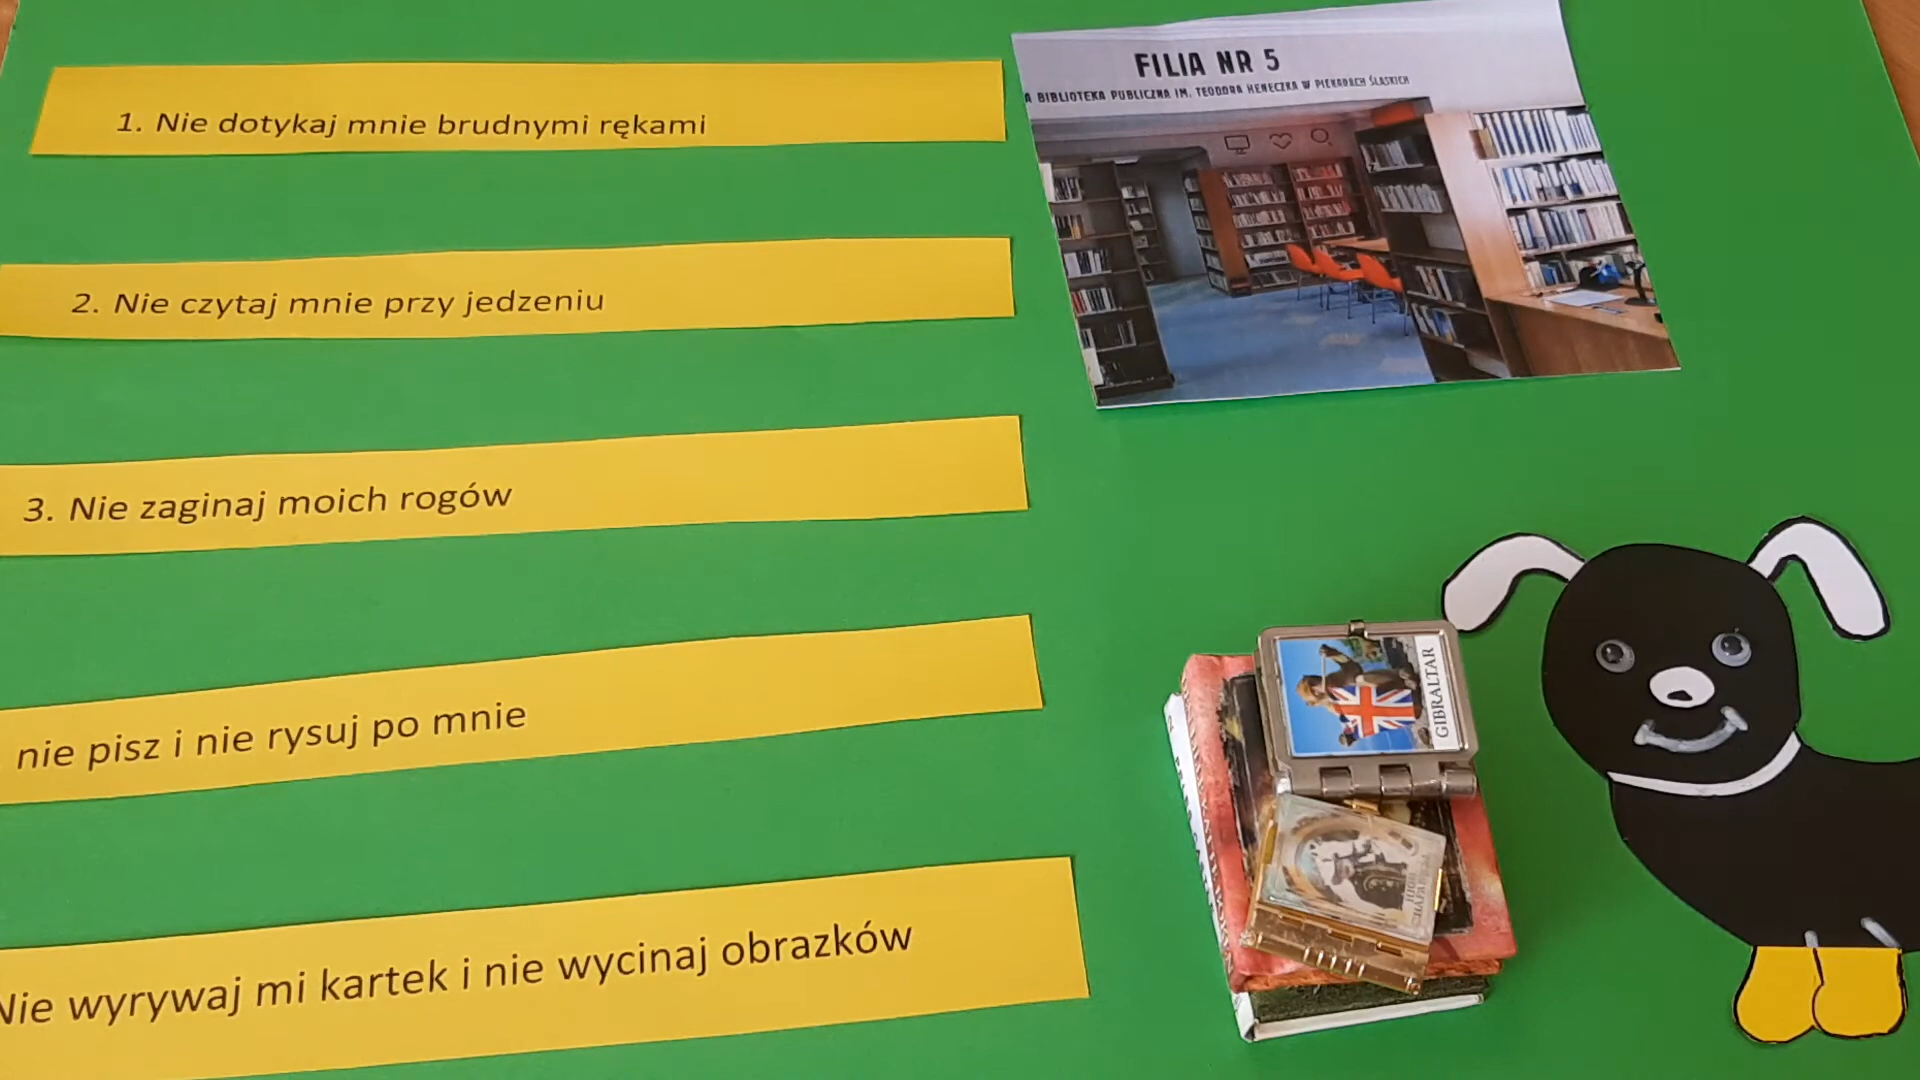 1. Nie dotykaj mnie brudnymi rękami
2. Nie czytaj mnie przy jedzeniu
3. Nie zaginaj moich rogów
nie pisz i nie rysuj po mnie
Nie wyrywaj mi kartek i nie wycinaj obrazków
FILIA NR 5
A BIBLIOTEKA PUBLICZNA IM. TEODORA HENECZKA W PIEKARACH ŚLĄSKICH
GIBRALTAR